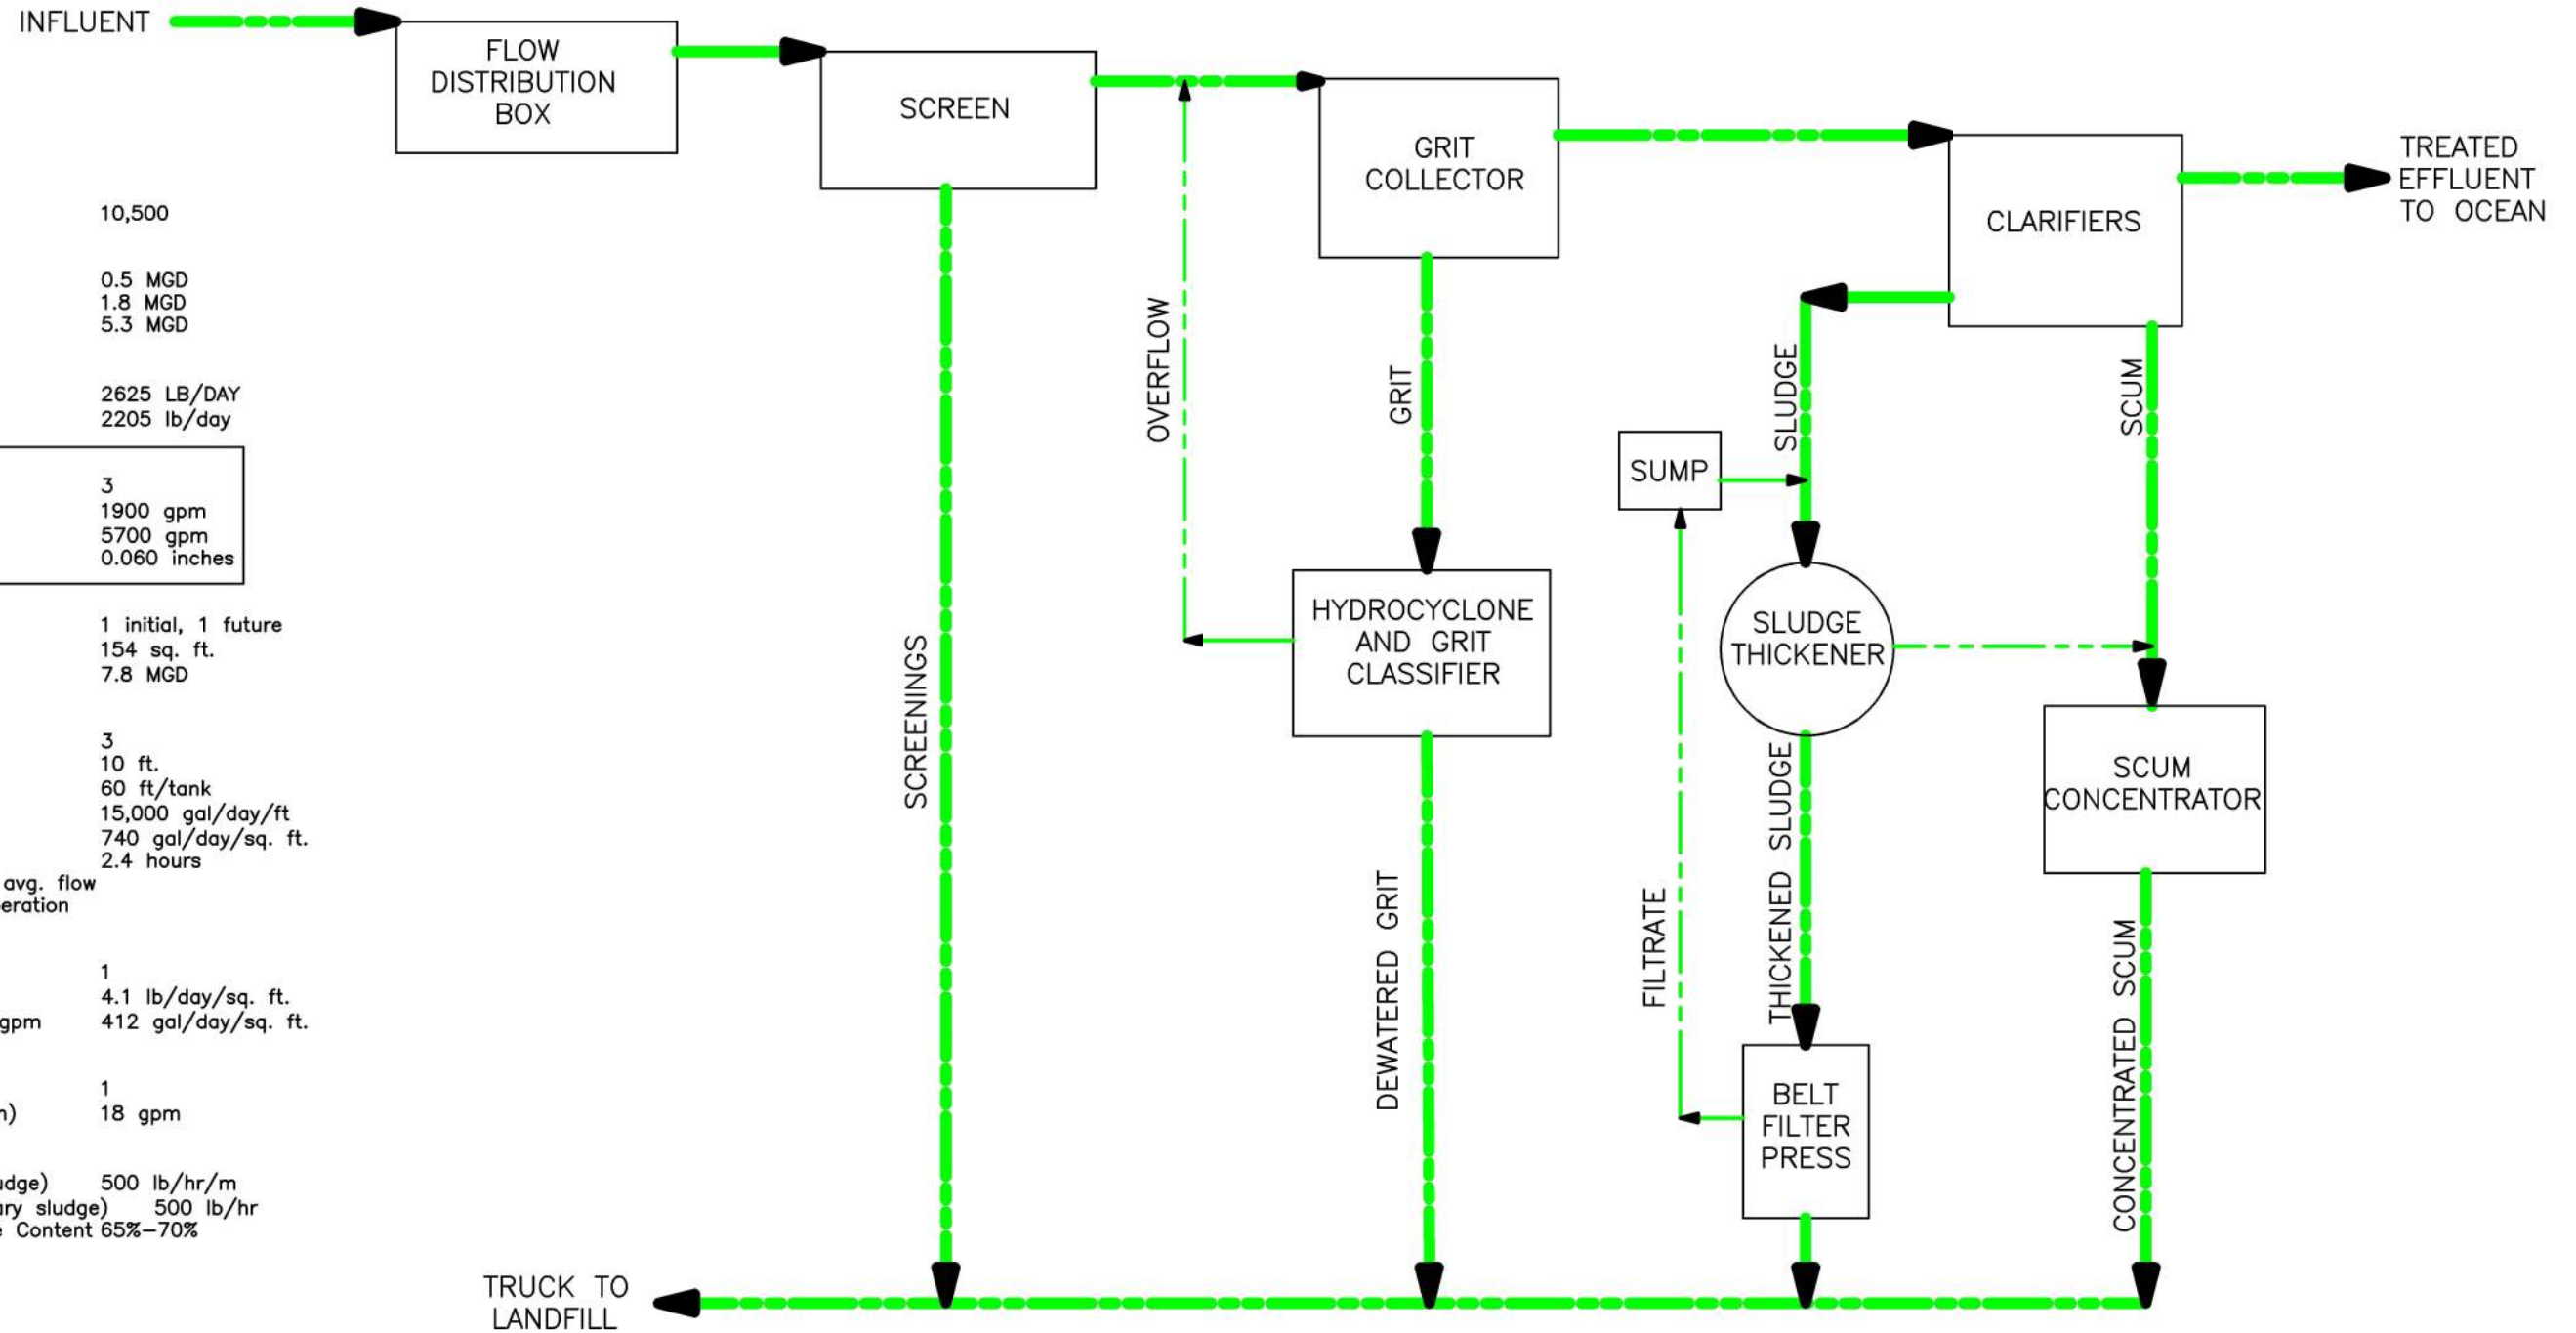 INFLUENT
FLOW
DISTRIBUTION
BOX
SCREEN
GRIT
COLLECTOR
CLARIFIERS
TREATED
EFFLUENT
TO OCEAN
10,500
0.5 MGD
1.8 MGD
5.3 MGD
2625 LB/DAY
2205 lb/day
3
1900 gpm
5700 gpm
0.060 inches
1 initial, 1 future
154 sq. ft.
7.8 MGD
3
10 ft.
60 ft/tank
15,000 gal/day/ft
740 gal/day/sq. ft.
2.4 hours
avg. flow
eration
1
4.1 lb/day/sq. ft.
gpm 412 gal/day/sq. ft.
1
) 18 gpm
udge) 500 lb/hr/m
ary sludge) 500 lb/hr
e Content 65%-70%
SCREENINGS
OVERFLOW
GRIT
HYDROCYCLONE
AND GRIT
CLASSIFIER
DEWATERED GRIT
SLUDGE
SUMP
SLUDGE
THICKENER
FILTRATE
THICKENED SLUDGE
BELT
FILTER
PRESS
SCUM
SCUM
CONCENTRATOR
CONCENTRATED SCUM
TRUCK TO
LANDFILL